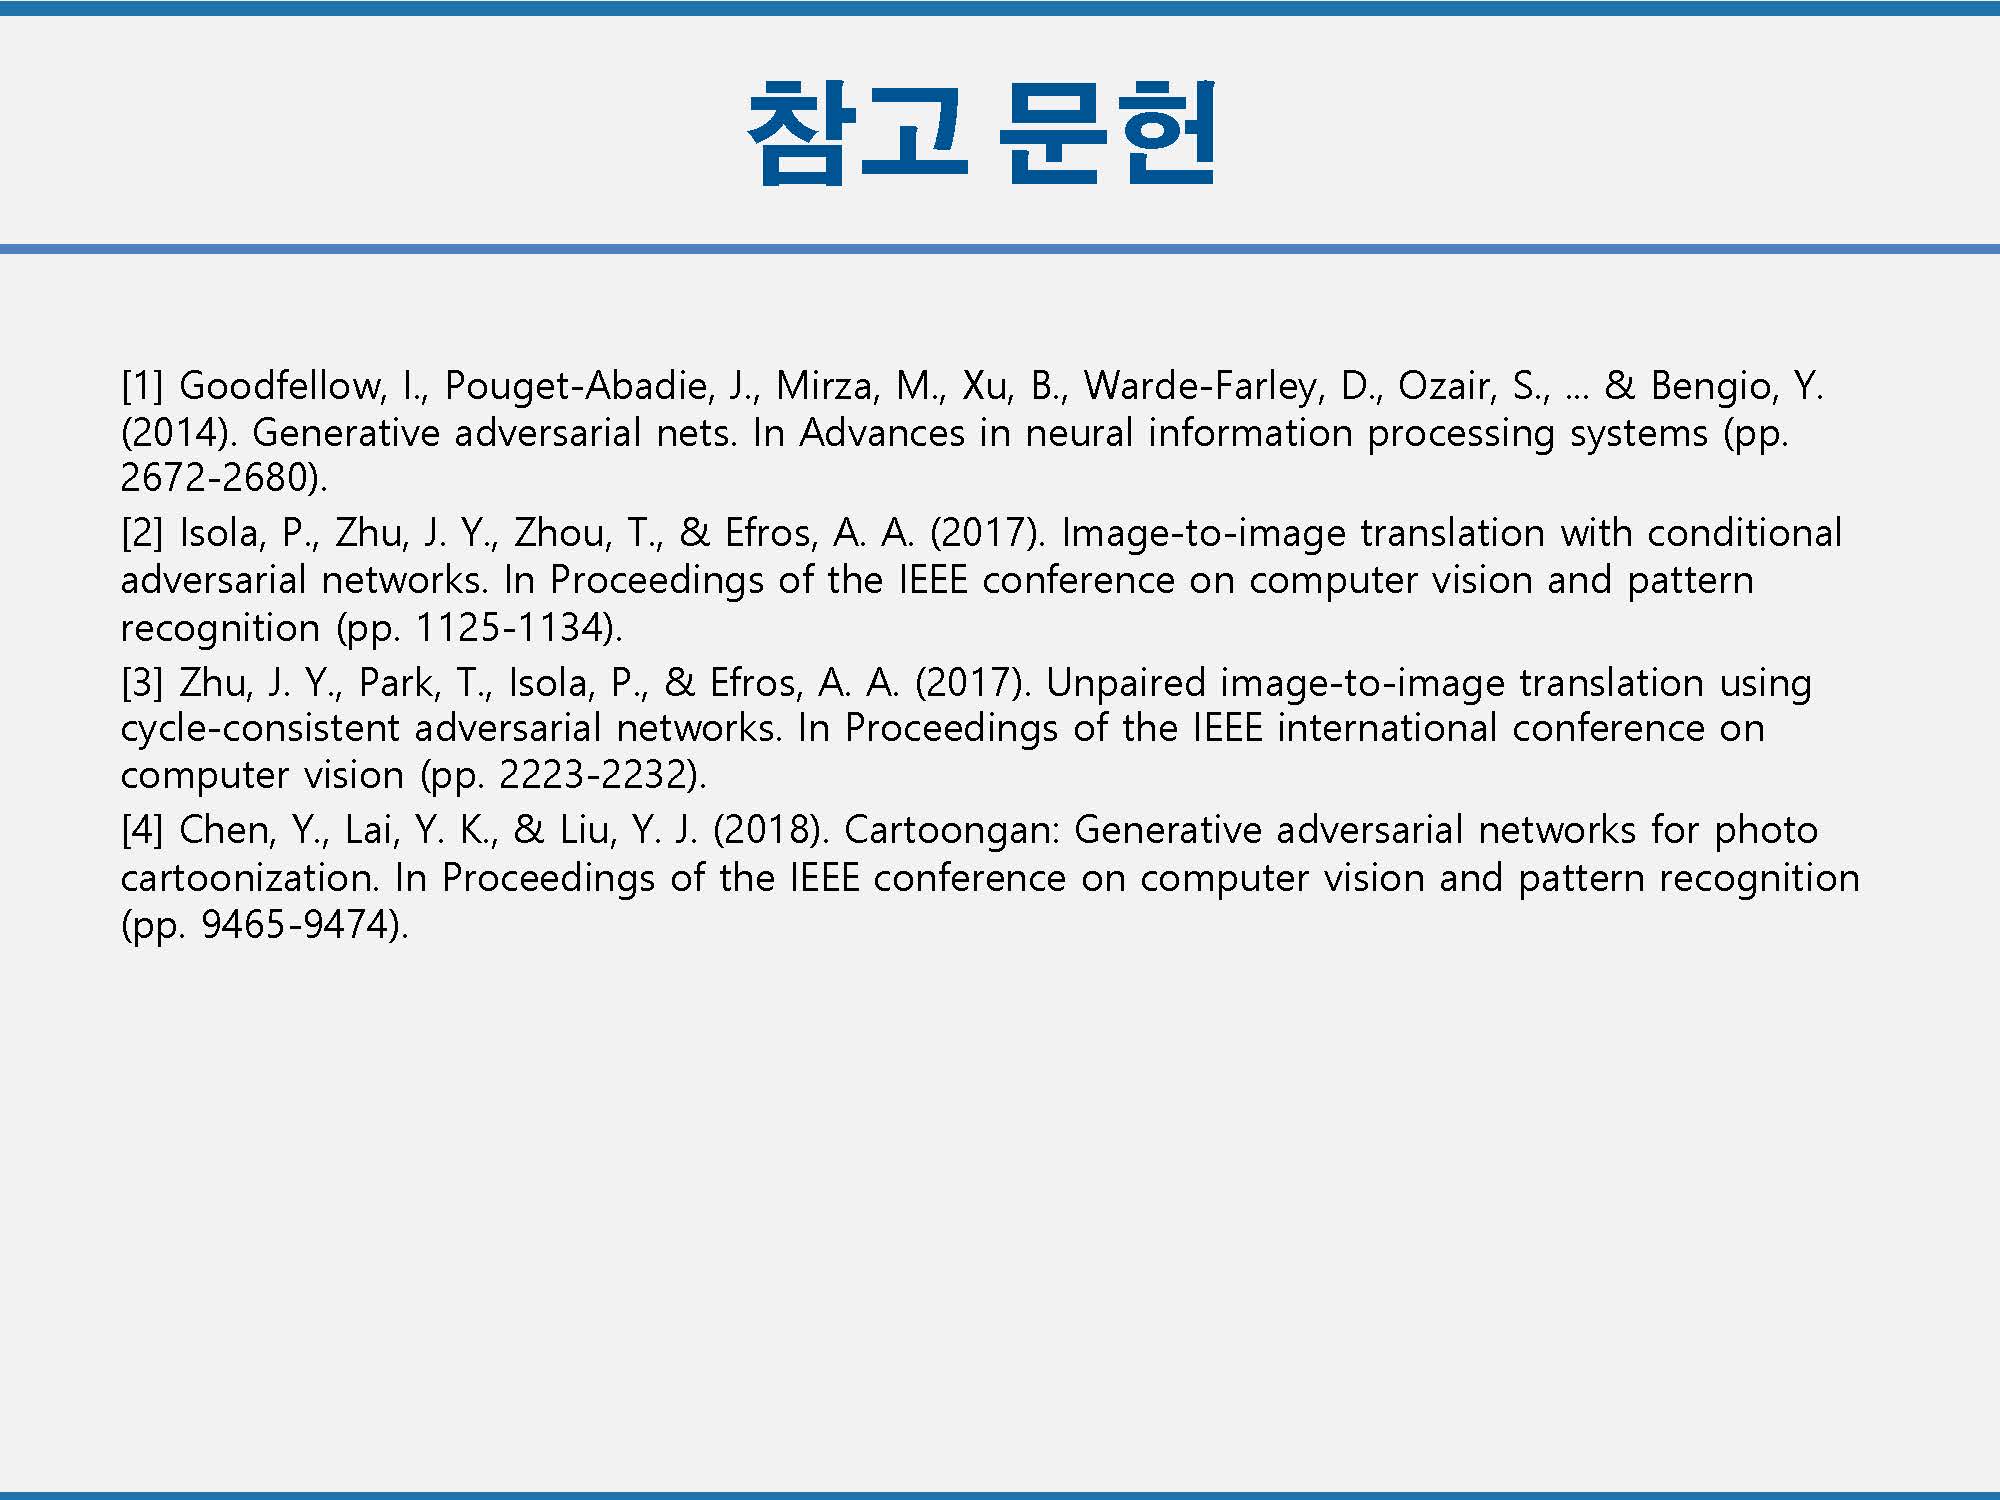 참고 문헌
[1] Goodfellow, I., Pouget-Abadie, J., Mirza, M., Xu, B., Warde-Farley, D., Ozair, S., ... & Bengio, Y.
(2014). Generative adversarial nets. In Advances in neural information processing systems (pp.
2672-2680).
[2] Isola, P., Zhu, J. Y., Zhou, T., & Efros, A. A. (2017). Image-to-image translation with conditional
adversarial networks. In Proceedings of the IEEE conference on computer vision and pattern
recognition (pp. 1125-1134).
[3] Zhu, J. Y., Park, T., Isola, P., & Efros, A. A. (2017). Unpaired image-to-image translation using
cycle-consistent adversarial networks. In Proceedings of the IEEE international conference on
computer vision (pp. 2223-2232).
[4] Chen, Y., Lai, Y. K., & Liu, Y. J. (2018). Cartoongan: Generative adversarial networks for photo
cartoonization. In Proceedings of the IEEE conference on computer vision and pattern recognition
(pp. 9465-9474).